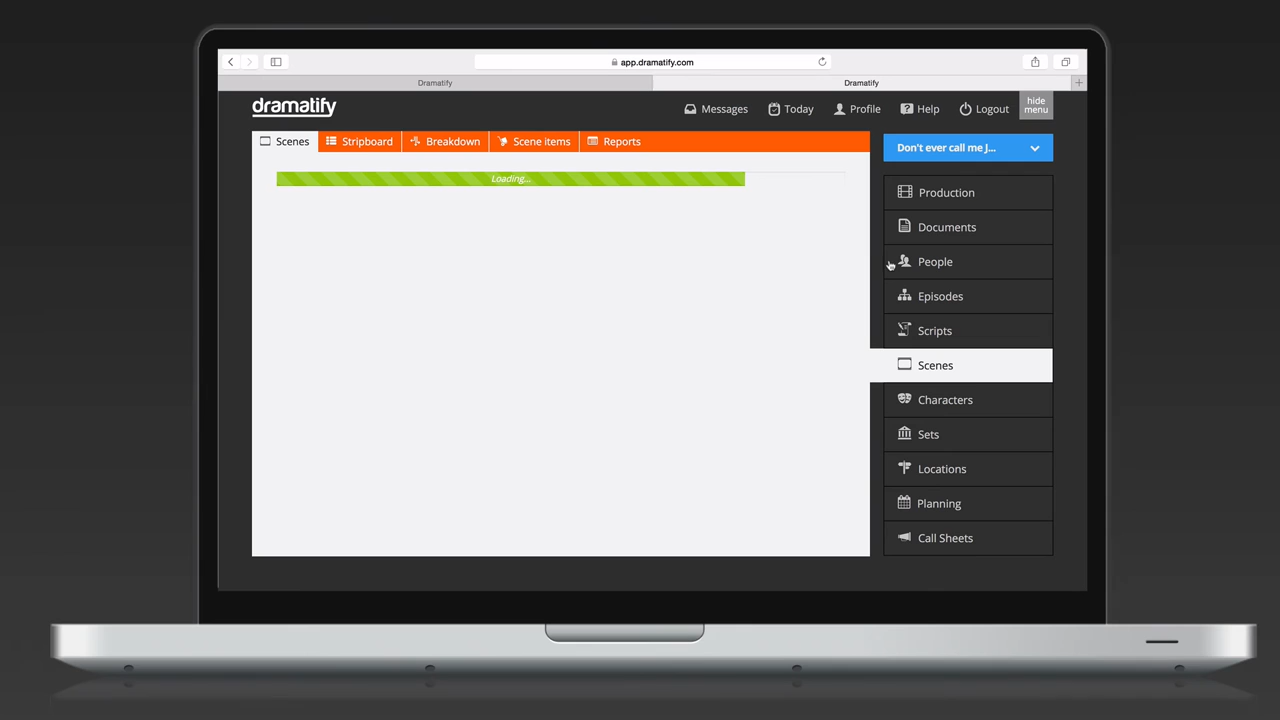 app.dramatify.com
Dramatify
Dramatify
dramatify
Messages
Today
Profile
Help
Logout
hide
menu
Scenes
Stripboard
Breakdown
Scene items
Reports
Don't ever call me J...
Loading...
Production
Documents
People
Episodes
Scripts
Scenes
Characters
Sets
Locations
Planning
Call Sheets